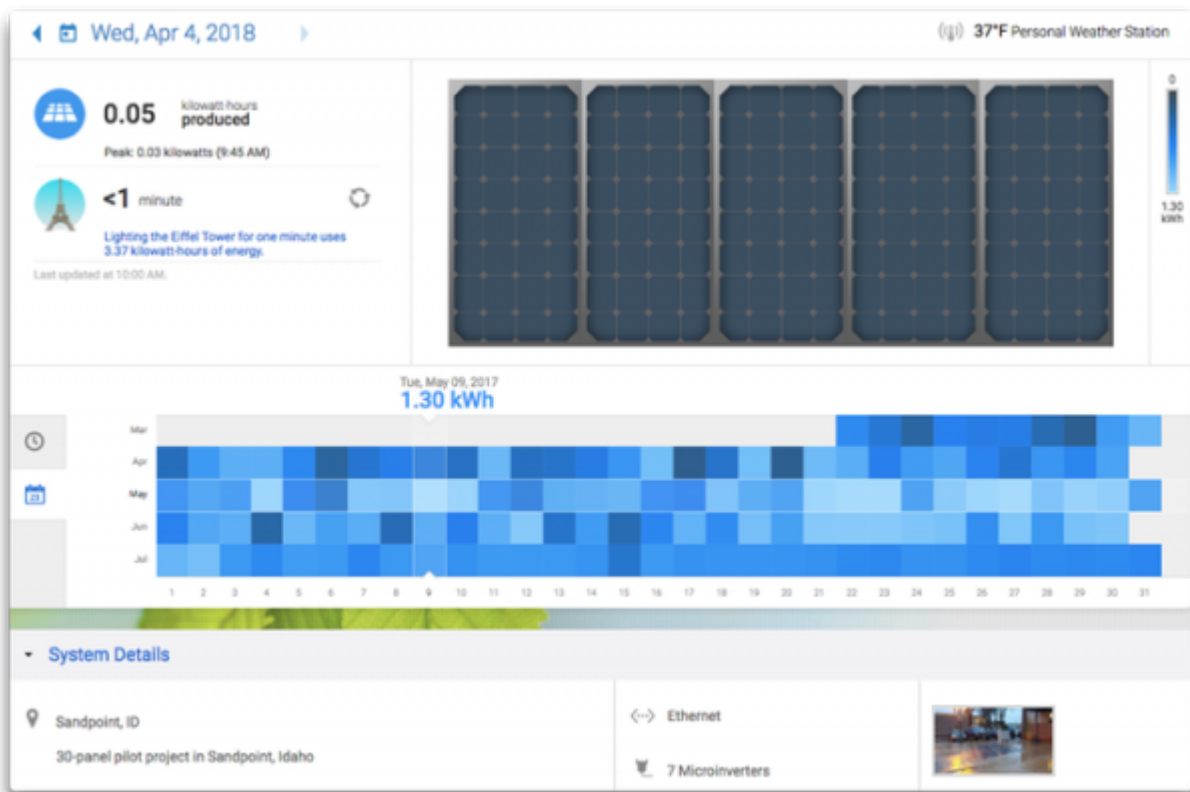 Wed, Apr 4, 2018
37°F Personal Weather Station
0.05 kilowatt-hours produced
Peak: 0.03 kilowatts (9:45 AM)
<1 minute
Lighting the Eiffel Tower for one minute uses
3.37 kilowatt-hours of energy.
Last updated at 10:00 AM.
0
1.30
kWh
Tue, May 09, 2017
1.30 kWh
Mar
Apr
23
May
Jun
Jul
1 2 3 4 5 6 7 8 9 10 11 12 13 14 15 16 17 18 19 20 21 22 23 24 25 26 27 28 29 30 31
System Details
Sandpoint, ID
30-panel pilot project in Sandpoint, Idaho
Ethernet
7 Microinverters